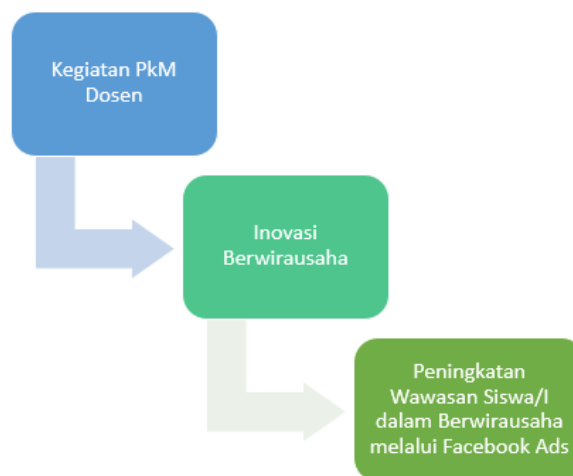 Kegiatan PkM
Dosen
Inovasi
Berwirausaha
Peningkatan
Wawasan Siswa/I
dalam Berwirausaha
melalui Facebook Ads